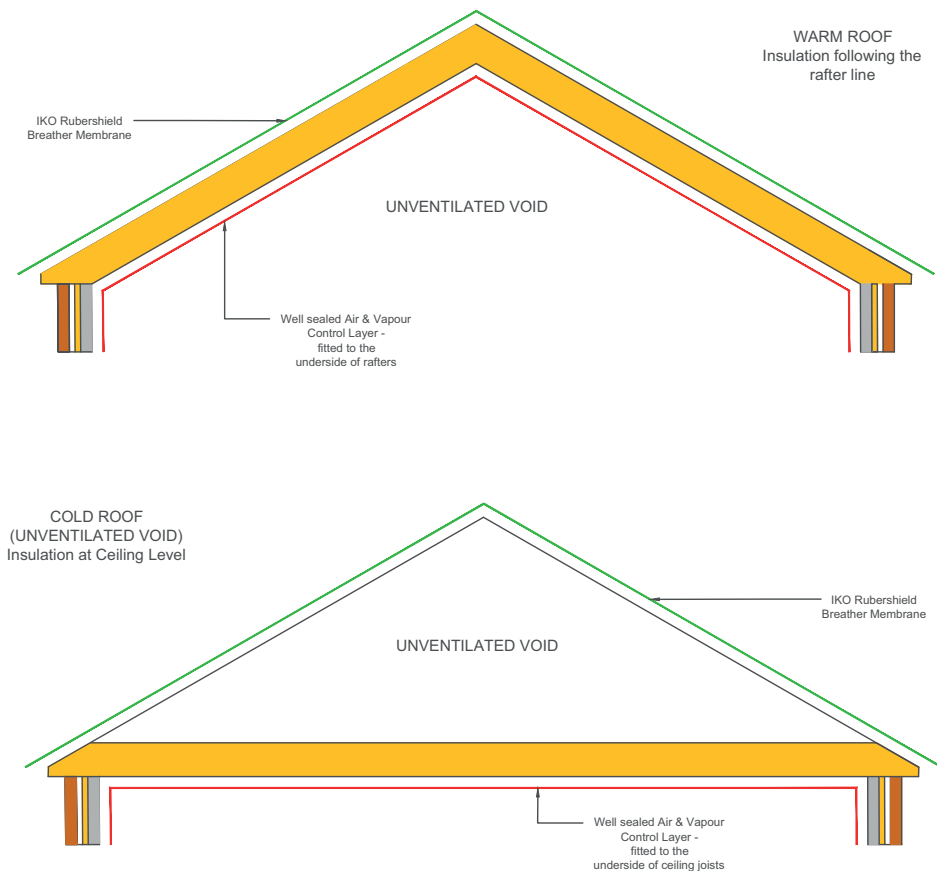 WARM ROOF
Insulation following the
rafter line
IKO Rubershield
Breather Membrane
UNVENTILATED VOID
Well sealed Air & Vapour
Control Layer -
fitted to the
underside of rafters
COLD ROOF
(UNVENTILATED VOID)
Insulation at Ceiling Level
IKO Rubershield
Breather Membrane
UNVENTILATED VOID
Well sealed Air & Vapour
Control Layer -
fitted to the
underside of ceiling joists